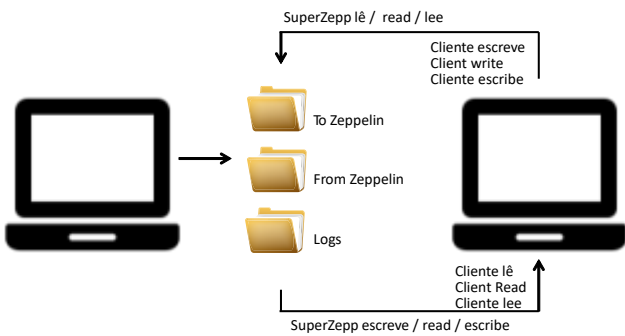 SuperZepp lê / read / lee
Cliente escreve
Client write
Cliente escribe
To Zeppelin
From Zeppelin
Logs
Cliente lê
Client Read
Cliente lee
SuperZepp escreve / read / escribe